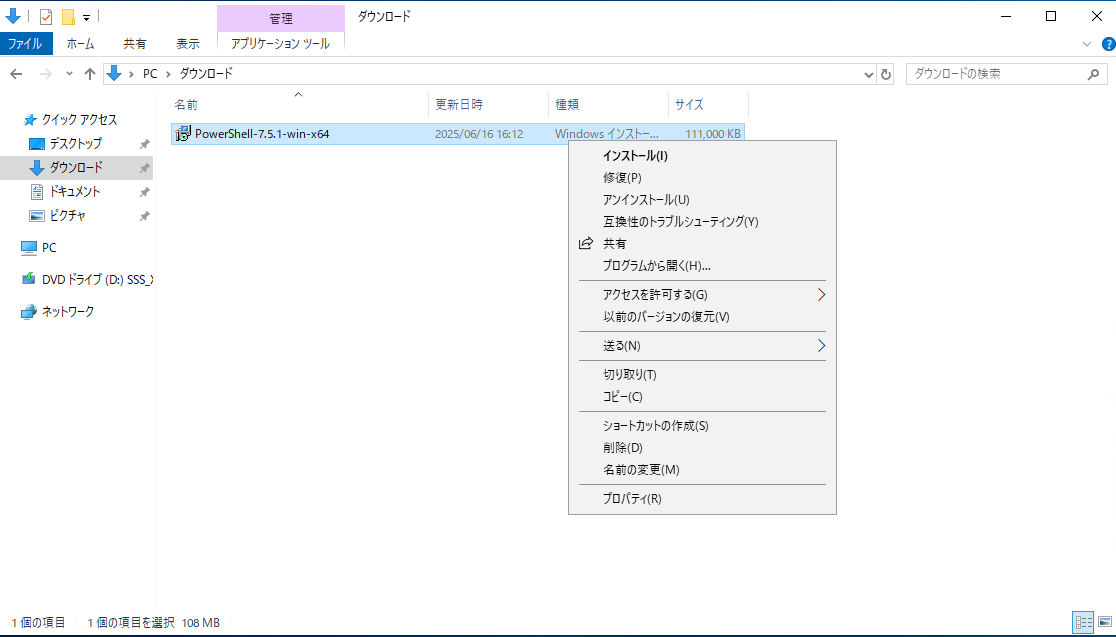 管理
ダウンロード
ファイル
ホーム
共有
表示
アプリケーション ツール
PC
ダウンロード
ダウンロードの検索
名前
更新日時
種類
サイズ
クイック アクセス
デスクトップ
ダウンロード
ドキュメント
ピクチャ
PC
DVD ドライブ (D:) SSS_X
ネットワーク
PowerShell-7.5.1-win-x64
2025/06/16 16:12
Windows インストー...
111,000 KB
インストール(I)
修復(P)
アンインストール(U)
互換性のトラブルシューティング(Y)
共有
プログラムから開く(H)...
アクセスを許可する(G)
以前のバージョンの復元(V)
送る(N)
切り取り(T)
コピー(C)
ショートカットの作成(S)
削除(D)
名前の変更(M)
プロパティ(R)
1 個の項目
1 個の項目を選択 108 MB